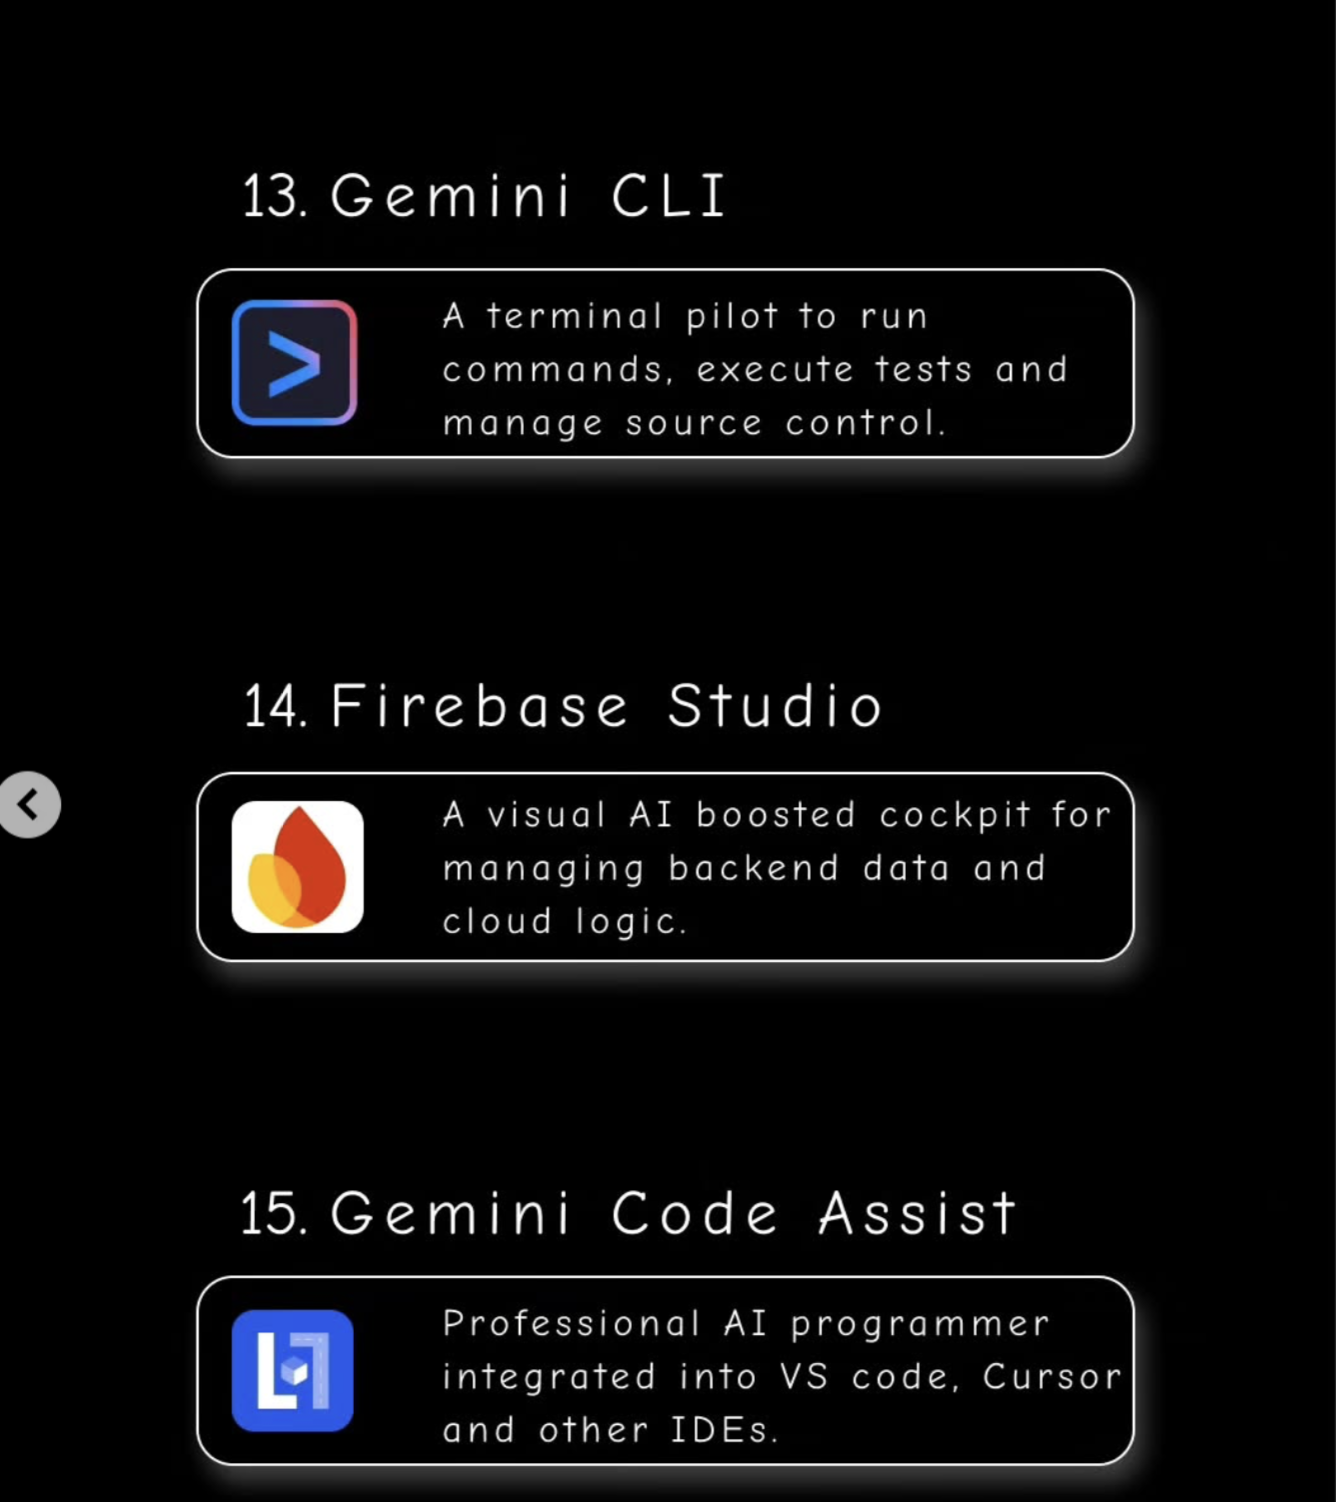 13. Gemini CLI
A terminal pilot to run
commands, execute tests and
manage source control.
14. Firebase Studio
A visual AI boosted cockpit for
managing backend data and
cloud logic.
15. Gemini Code Assist
Professional AI programmer
integrated into VS code, Cursor
and other IDEs.